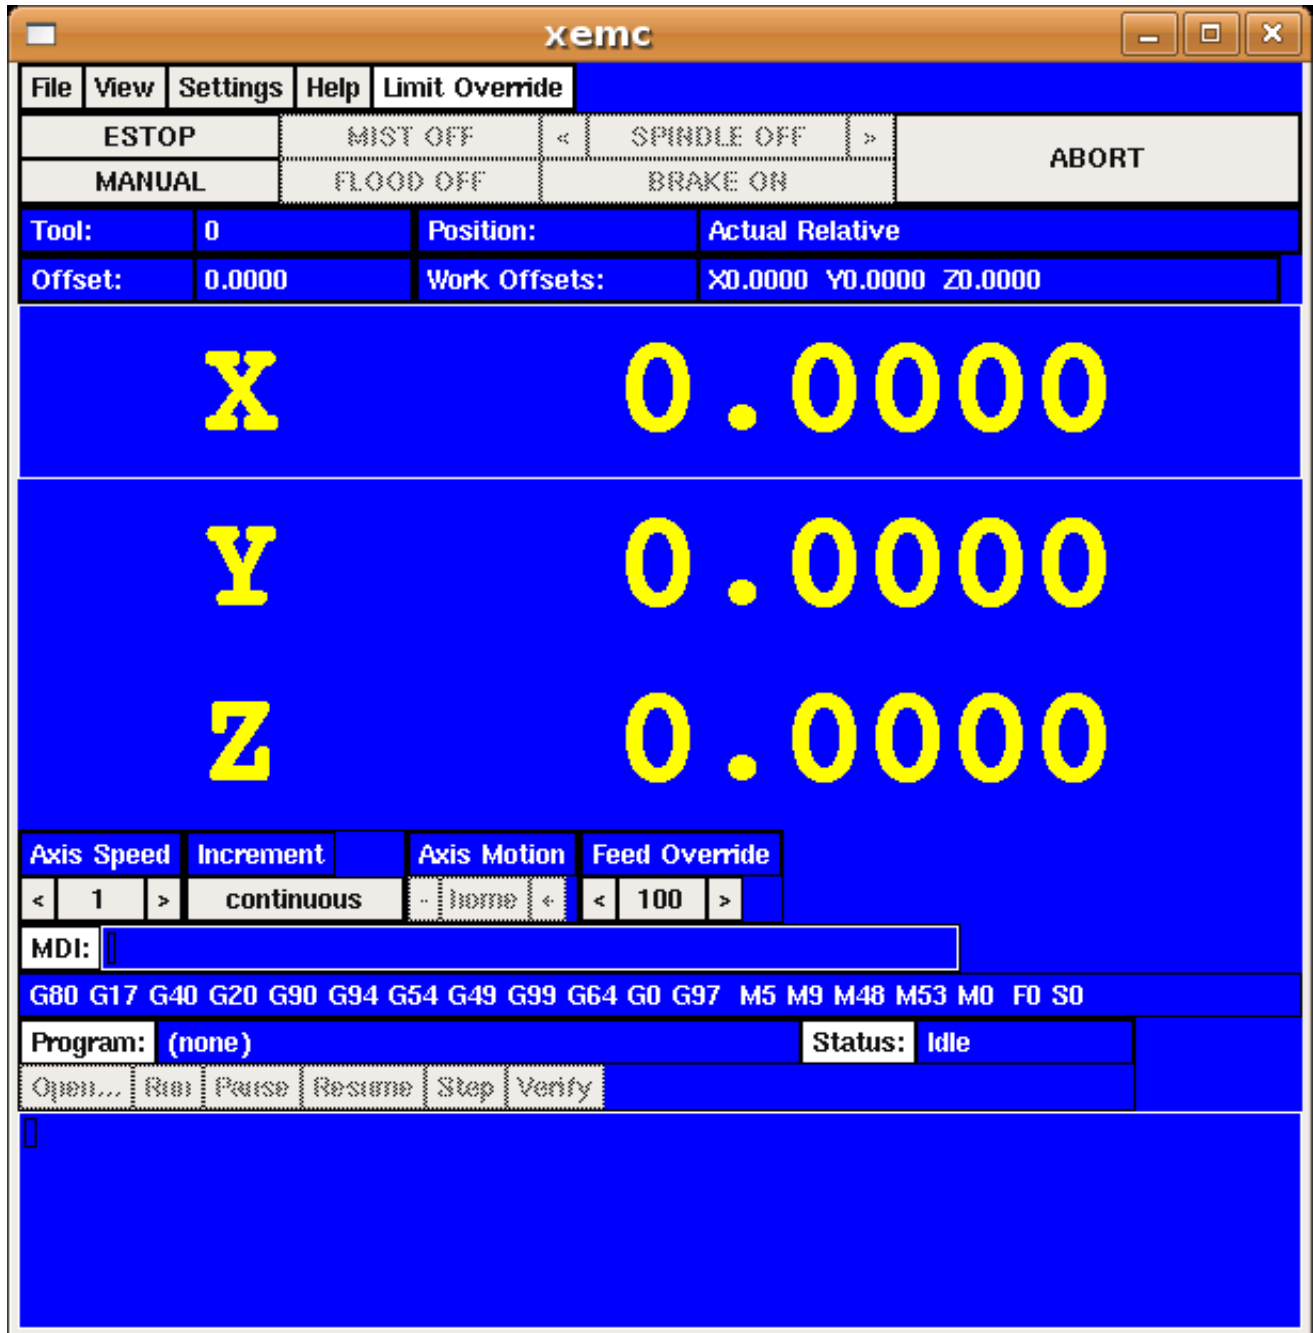 xemc
File View Settings Help Limit Override
ESTOP MIST OFF < SPINDLE OFF > ABORT
MANUAL FLOOD OFF BRAKE ON
Tool: 0 Position: Actual Relative
Offset: 0.0000 Work Offsets: X0.0000 Y0.0000 Z0.0000
X 0.0000
Y 0.0000
Z 0.0000
Axis Speed Increment Axis Motion Feed Override
< 1 > continuous - home + < 100 >
MDI:
G80 G17 G40 G20 G90 G94 G54 G49 G99 G64 G0 G97 M5 M9 M48 M53 M0 F0 S0
Program: (none) Status: Idle
Open... Run Pause Resume Step Verify